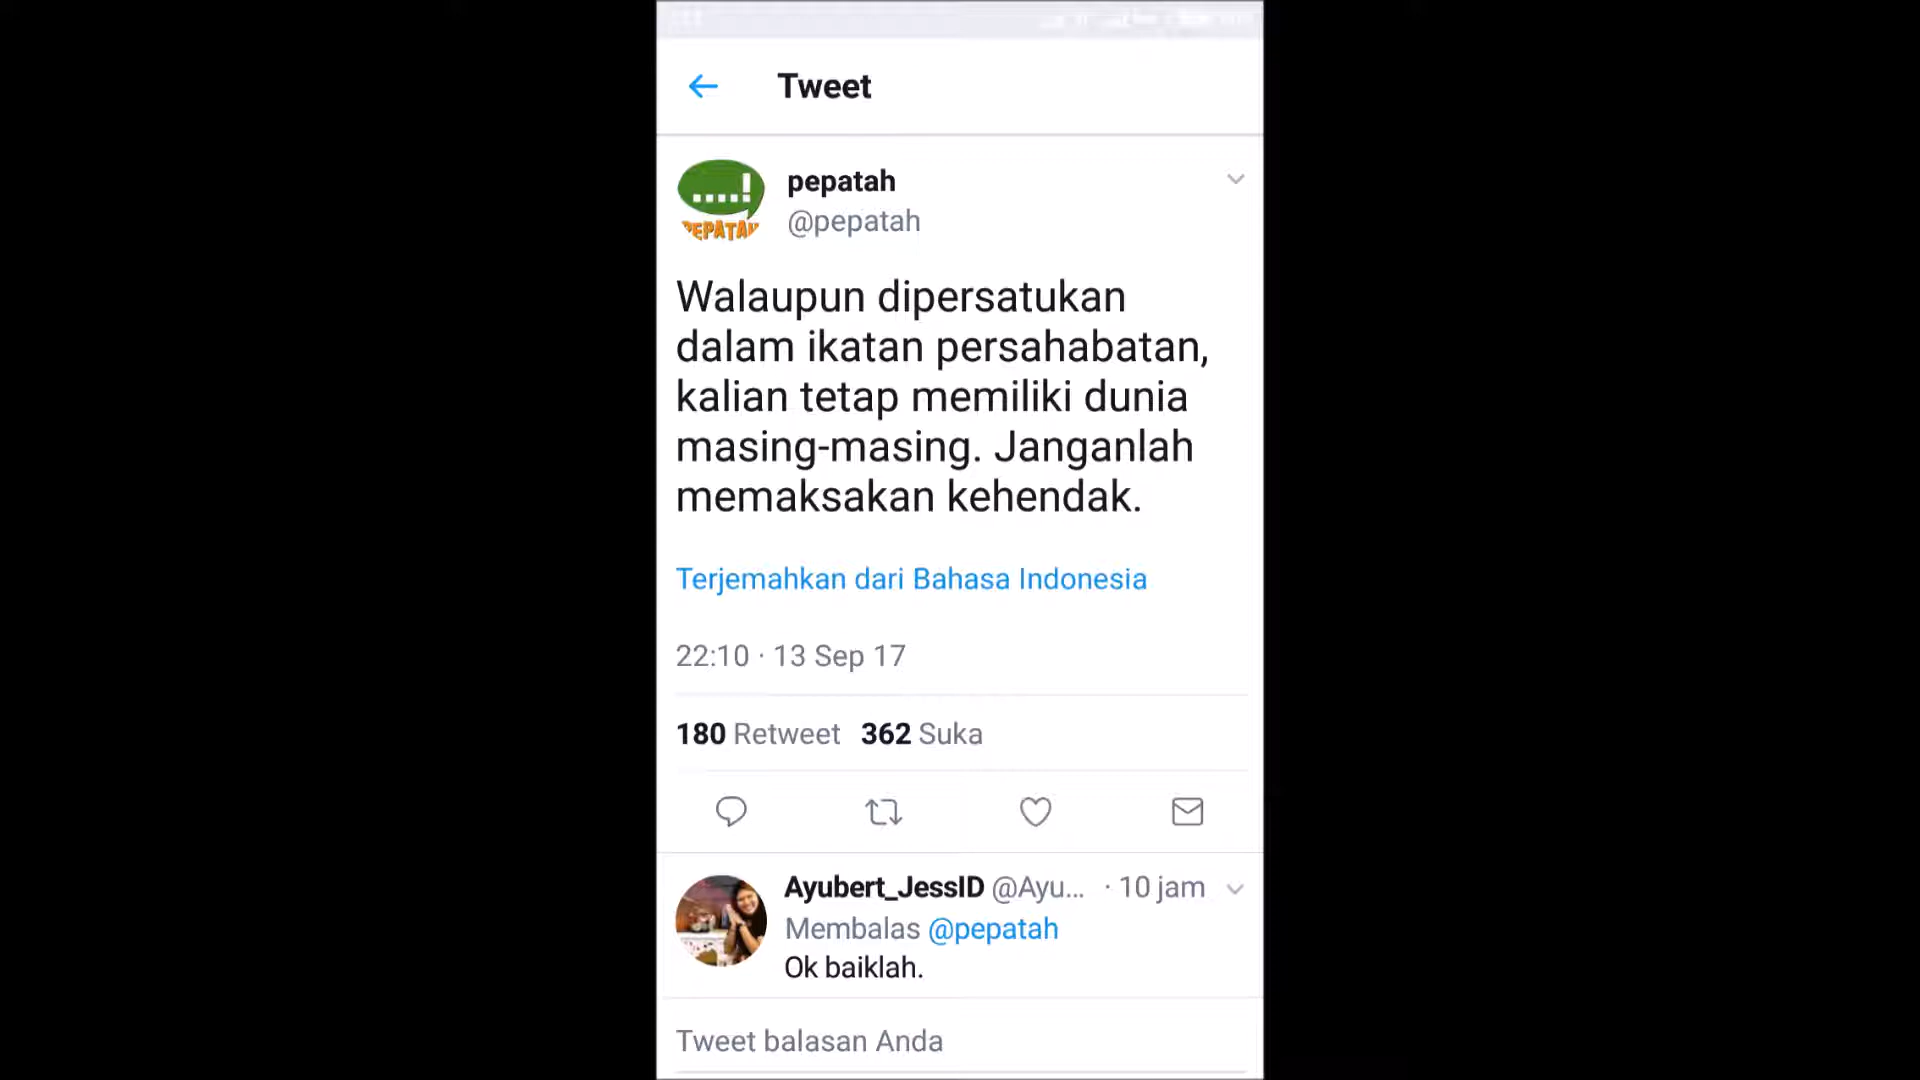 Tweet
.....!
PEPATAH
pepatah
@pepatah
Walaupun dipersatukan
dalam ikatan persahabatan,
kalian tetap memiliki dunia
masing-masing. Janganlah
memaksakan kehendak.
Terjemahkan dari Bahasa Indonesia
22:10 · 13 Sep 17
180 Retweet 362 Suka
Ayubert_JessID @Ayu... · 10 jam
Membalas @pepatah
Ok baiklah.
Tweet balasan Anda